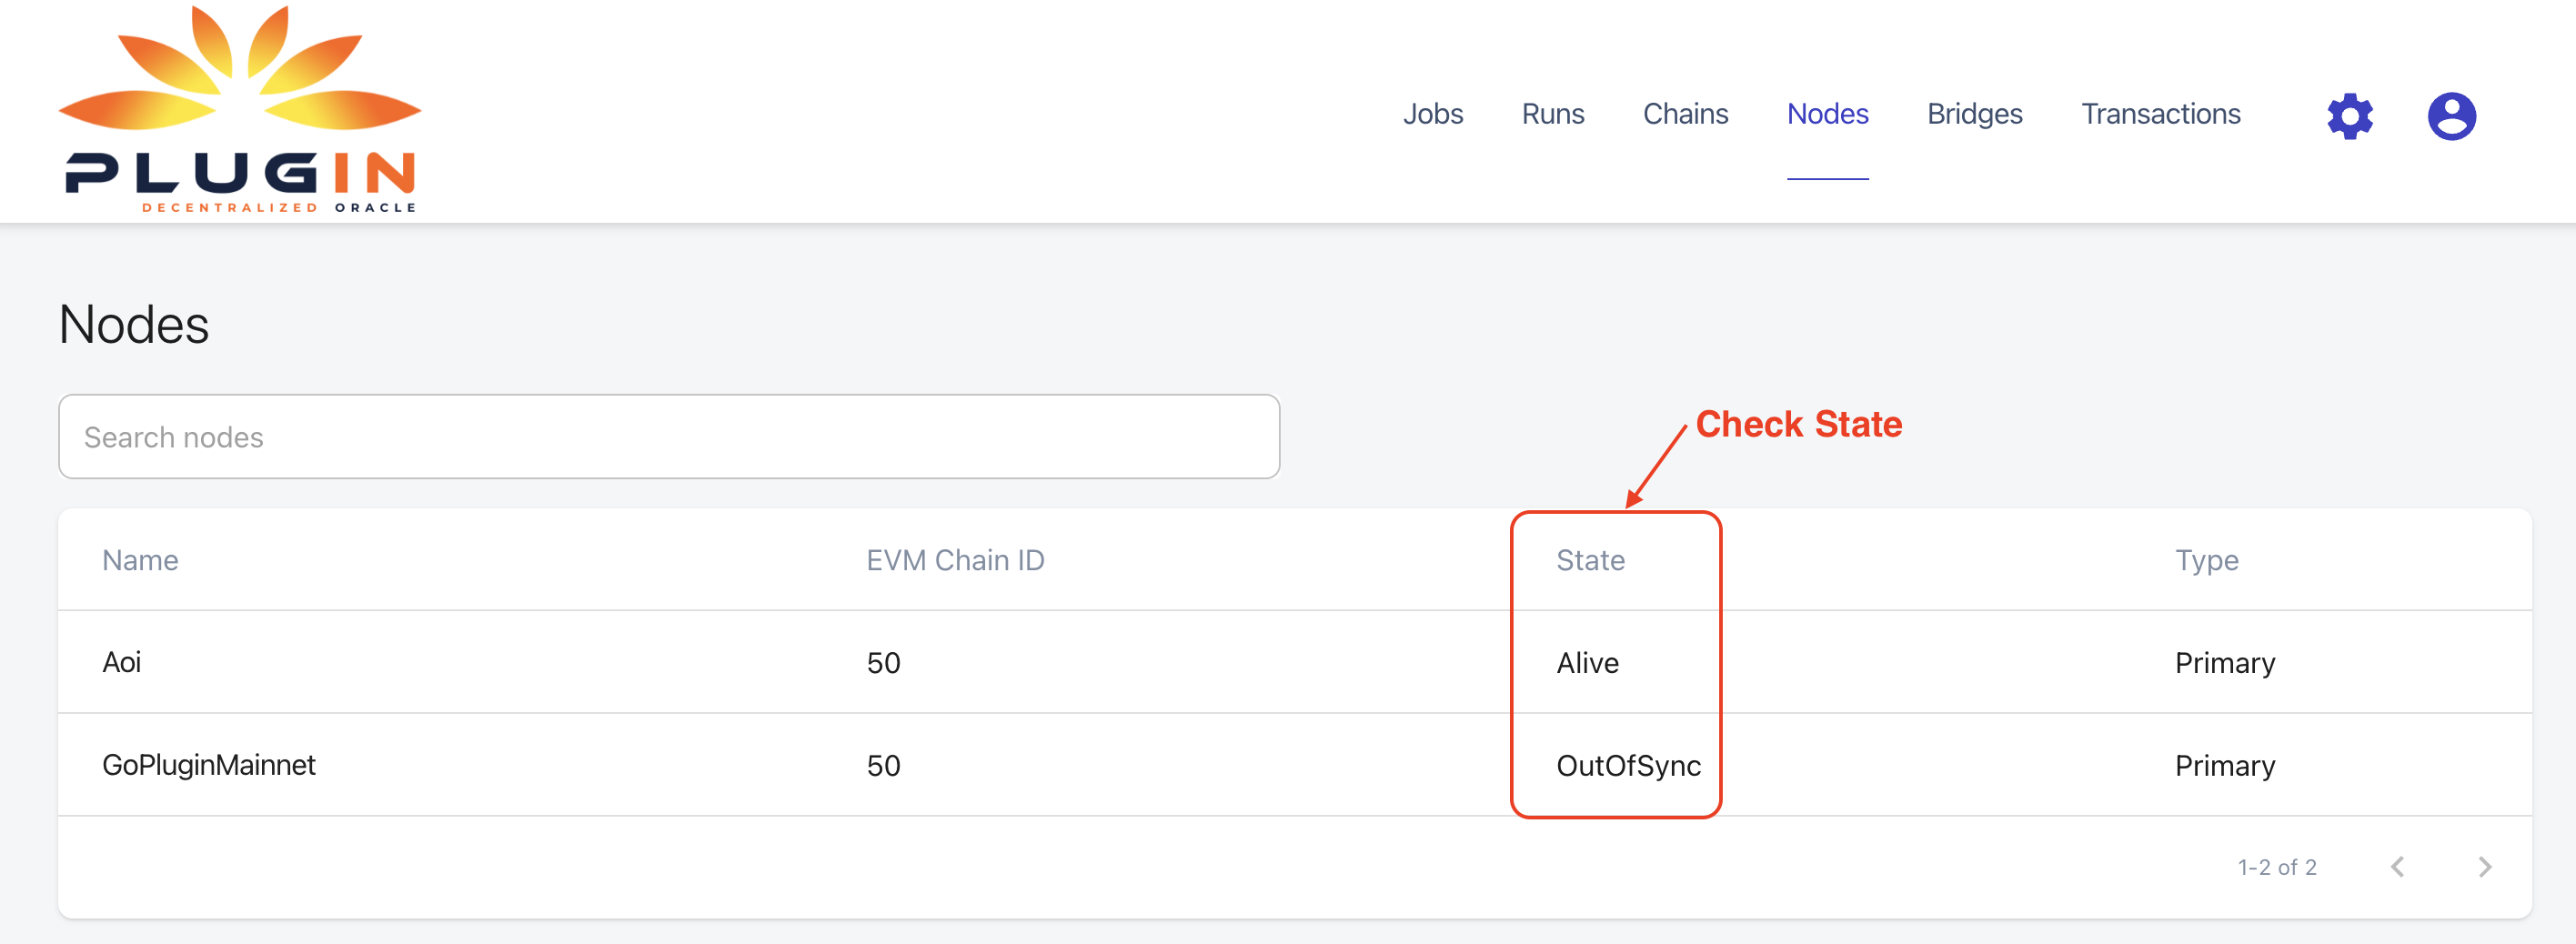 PLUGIN
DECENTRALIZED ORACLE
Jobs Runs Chains Nodes Bridges Transactions
Nodes
Search nodes
Check State
Name EVM Chain ID State Type
Aoi 50 Alive Primary
GoPluginMainnet 50 OutOfSync Primary
1-2 of 2